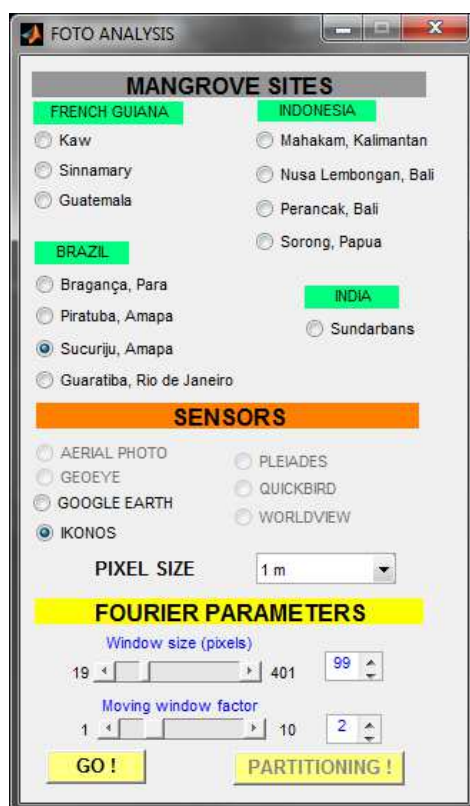 FOTO ANALYSIS
MANGROVE SITES
FRENCH GUIANA
Kaw
Sinnamary
Guatemala
INDONESIA
Mahakam, Kalimantan
Nusa Lembongan, Bali
Perancak, Bali
Sorong, Papua
BRAZIL
Bragança, Para
Piratuba, Amapa
Sucuriju, Amapa
Guaratiba, Rio de Janeiro
INDIA
Sundarbans
SENSORS
AERIAL PHOTO
GEOEYE
GOOGLE EARTH
IKONOS
PLEIADES
QUICKBIRD
WORLDVIEW
PIXEL SIZE 1 m
FOURIER PARAMETERS
Window size (pixels)
19 401 99
Moving window factor
1 10 2
GO ! PARTITIONING !